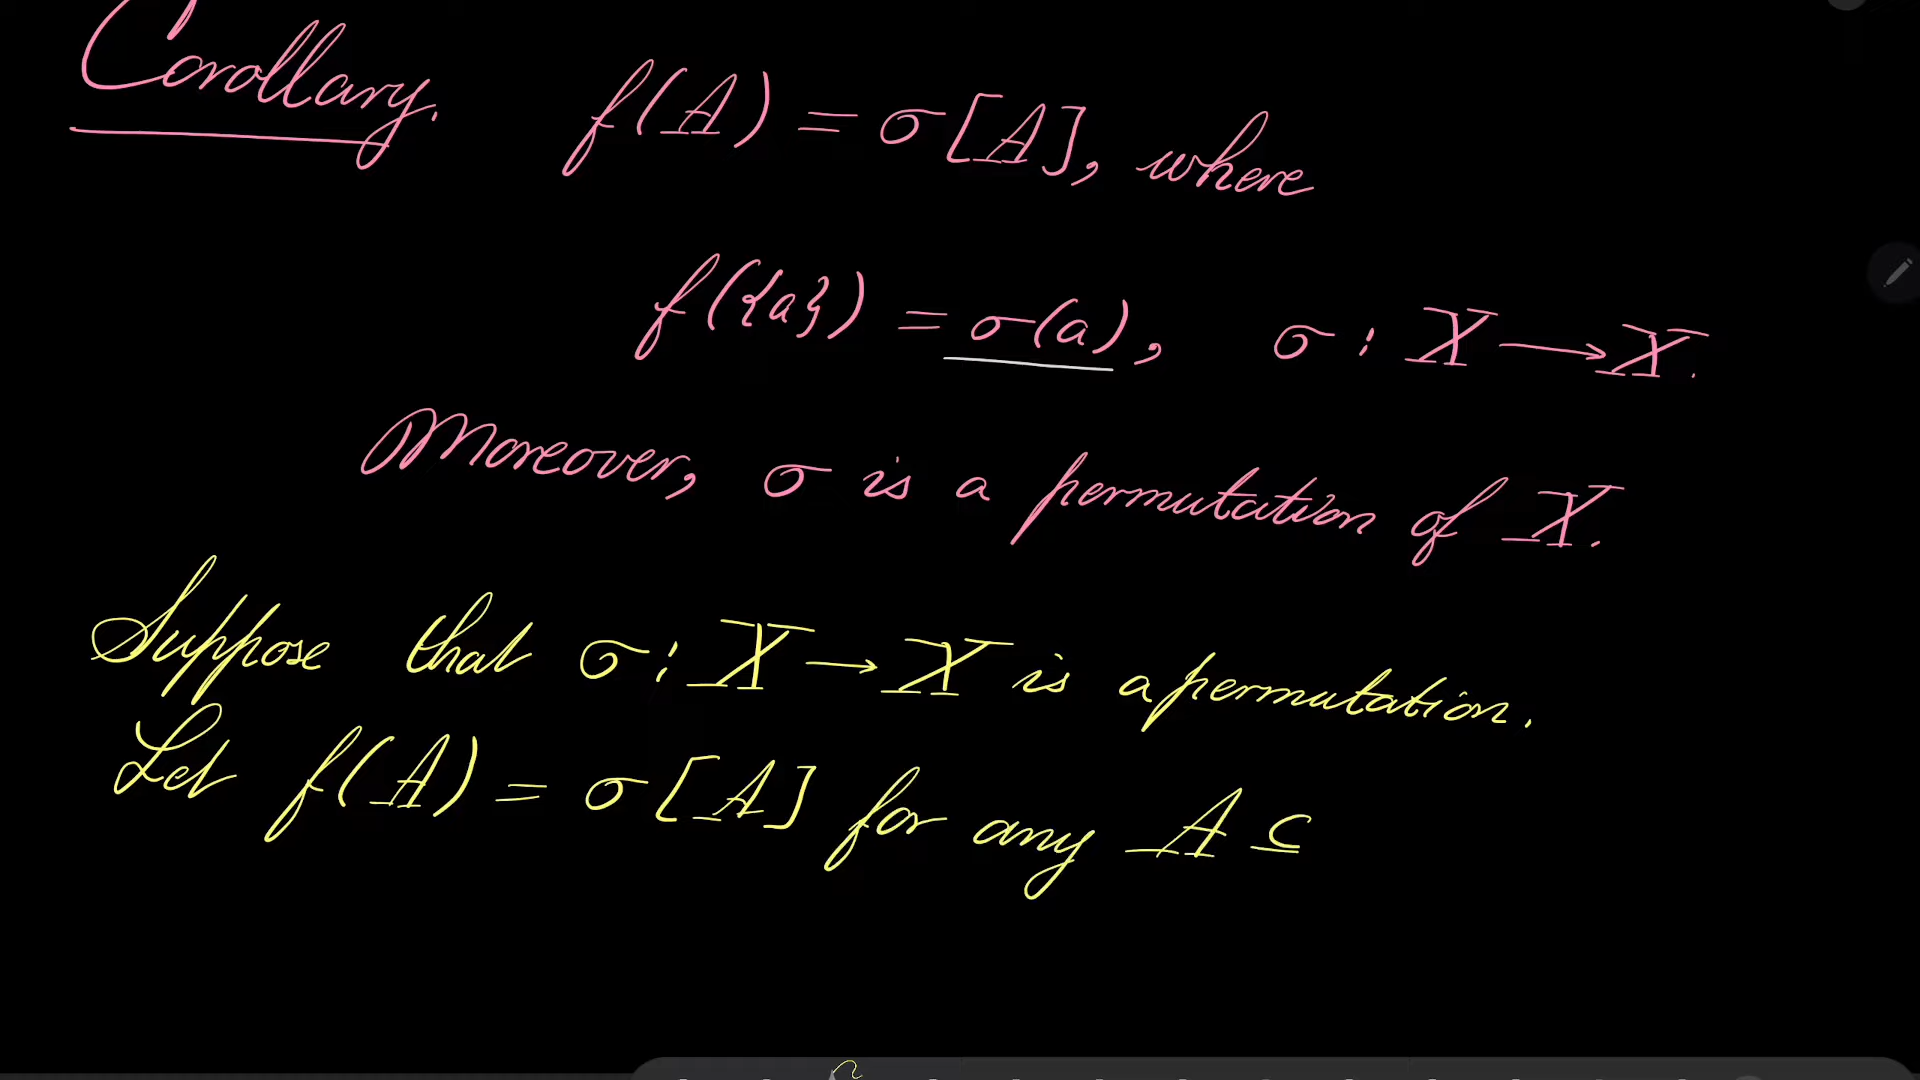 Corollary. f(A) = σ[A], where
f({a}) = σ(a), σ : X → X.
Moreover, σ is a permutation of X.
Suppose that σ : X → X is a permutation.
Let f(A) = σ[A] for any A ⊆